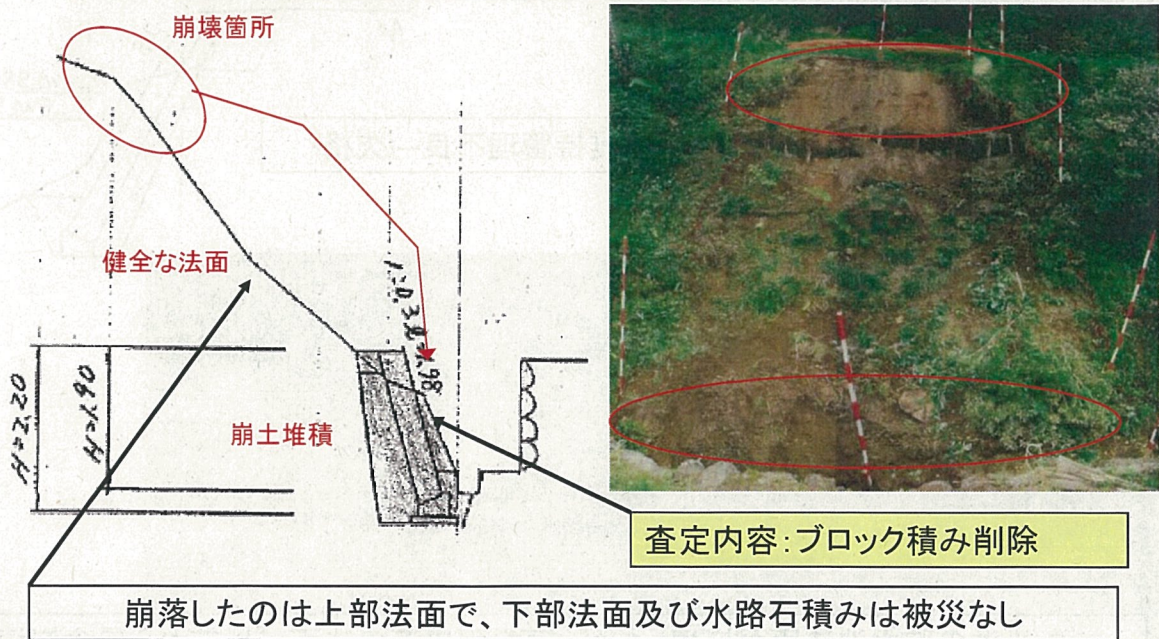 崩壊箇所
健全な法面
1:0.3
1.98
H=2.20
H=1.90
崩土堆積
査定内容:ブロック積み削除
崩落したのは上部法面で、下部法面及び水路石積みは被災なし